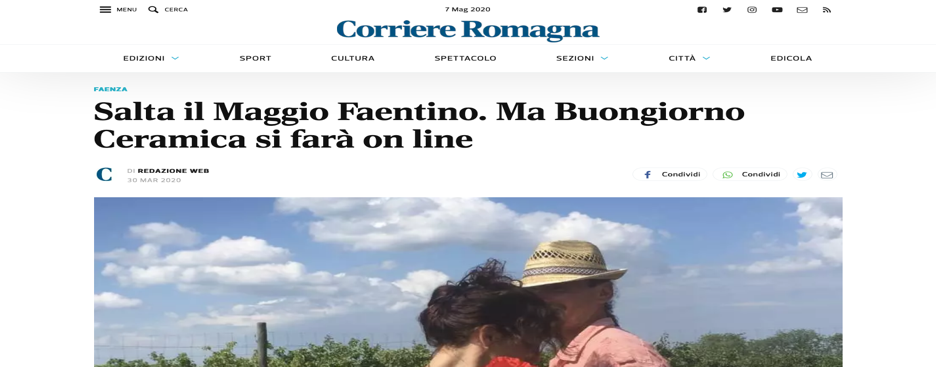 MENU CERCA 7 Mag 2020
Corriere Romagna
EDIZIONI SPORT CULTURA SPETTACOLO SEZIONI CITTÀ EDICOLA
FAENZA
Salta il Maggio Faentino. Ma Buongiorno
Ceramica si farà on line
C DI REDAZIONE WEB
30 MAR 2020
Condividi Condividi